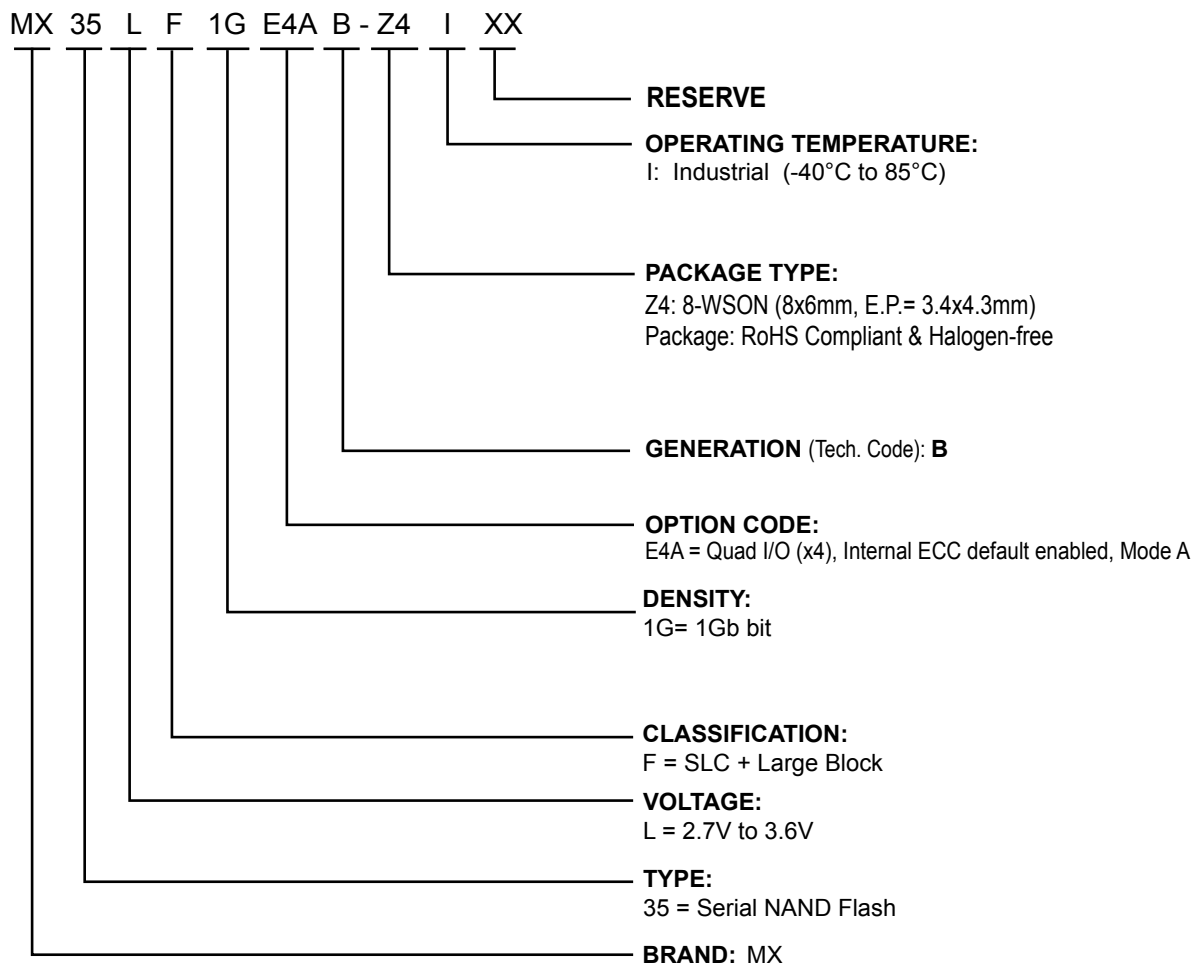 MX 35 L F 1G E4A B - Z4 I XX
RESERVE
OPERATING TEMPERATURE:
I: Industrial (-40°C to 85°C)
PACKAGE TYPE:
Z4: 8-WSON (8x6mm, E.P.= 3.4x4.3mm)
Package: RoHS Compliant & Halogen-free
GENERATION (Tech. Code): B
OPTION CODE:
E4A = Quad I/O (x4), Internal ECC default enabled, Mode A
DENSITY:
1G= 1Gb bit
CLASSIFICATION:
F = SLC + Large Block
VOLTAGE:
L = 2.7V to 3.6V
TYPE:
35 = Serial NAND Flash
BRAND: MX